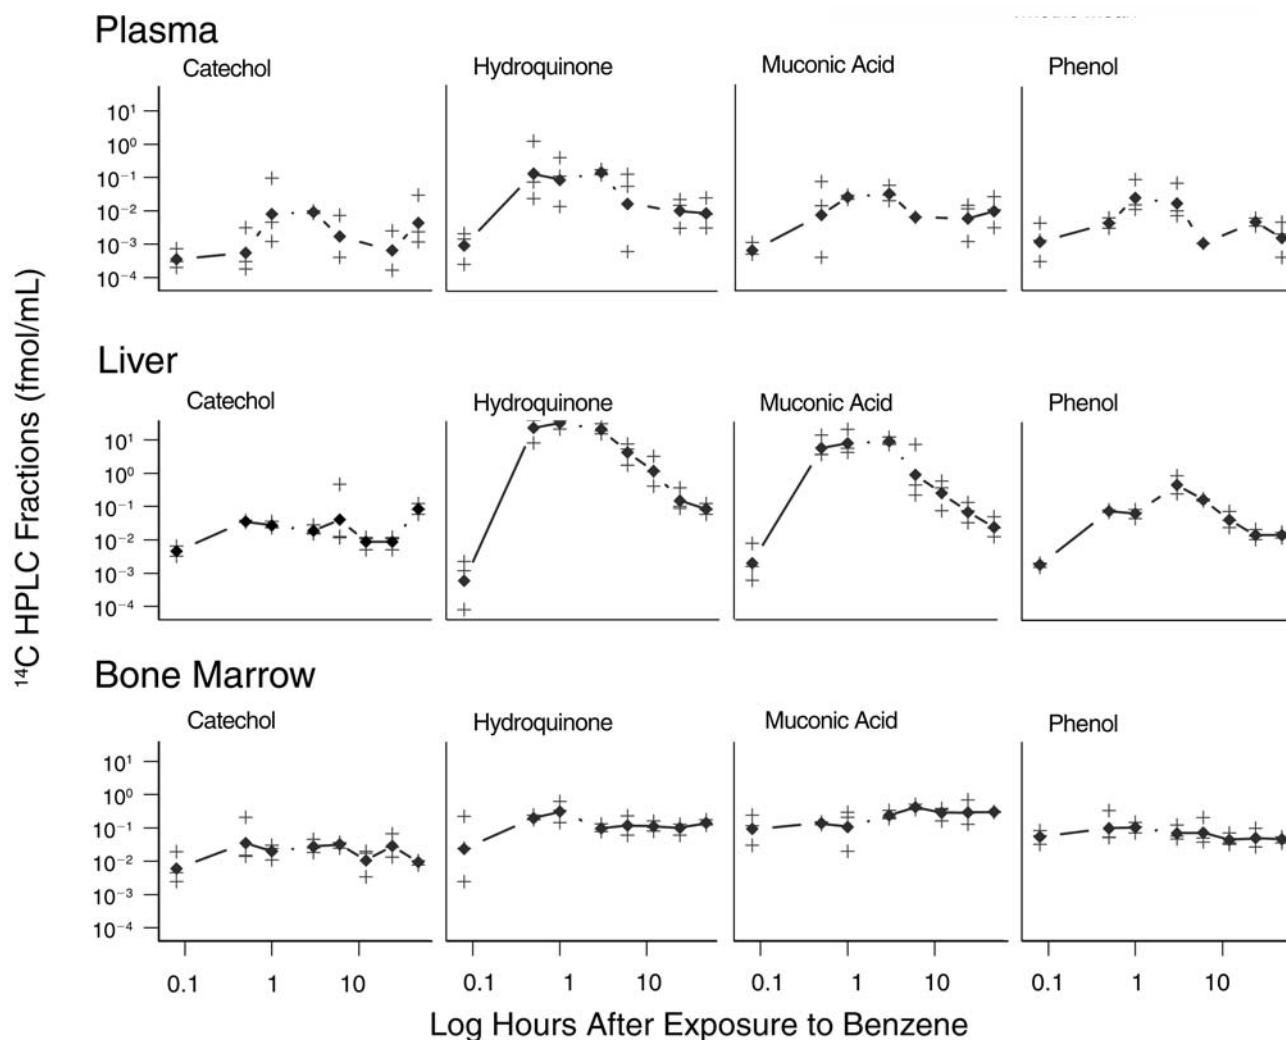 Plasma
Catechol Hydroquinone Muconic Acid Phenol
10¹
10⁰
10⁻¹
10⁻²
10⁻³
10⁻⁴
Liver
Catechol Hydroquinone Muconic Acid Phenol
10¹
10⁰
10⁻¹
10⁻²
10⁻³
10⁻⁴
¹⁴C HPLC Fractions (fmol/mL)
Bone Marrow
Catechol Hydroquinone Muconic Acid Phenol
10¹
10⁰
10⁻¹
10⁻²
10⁻³
10⁻⁴
0.1 1 10 0.1 1 10 0.1 1 10 0.1 1 10
Log Hours After Exposure to Benzene